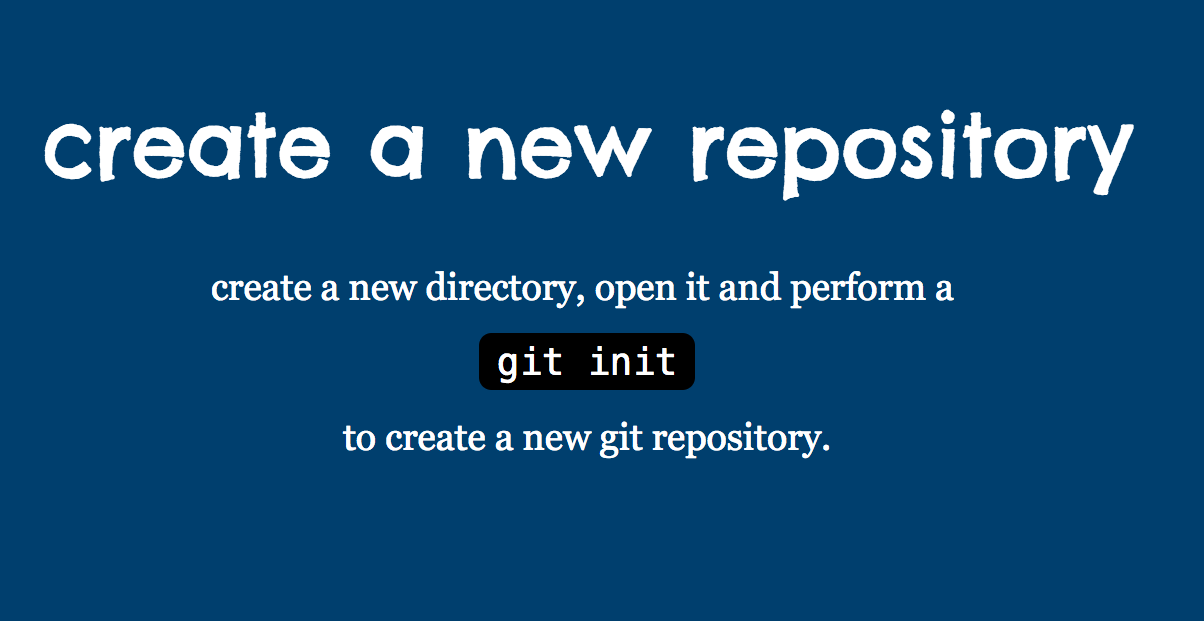 create a new repository
create a new directory, open it and perform a
git init
to create a new git repository.